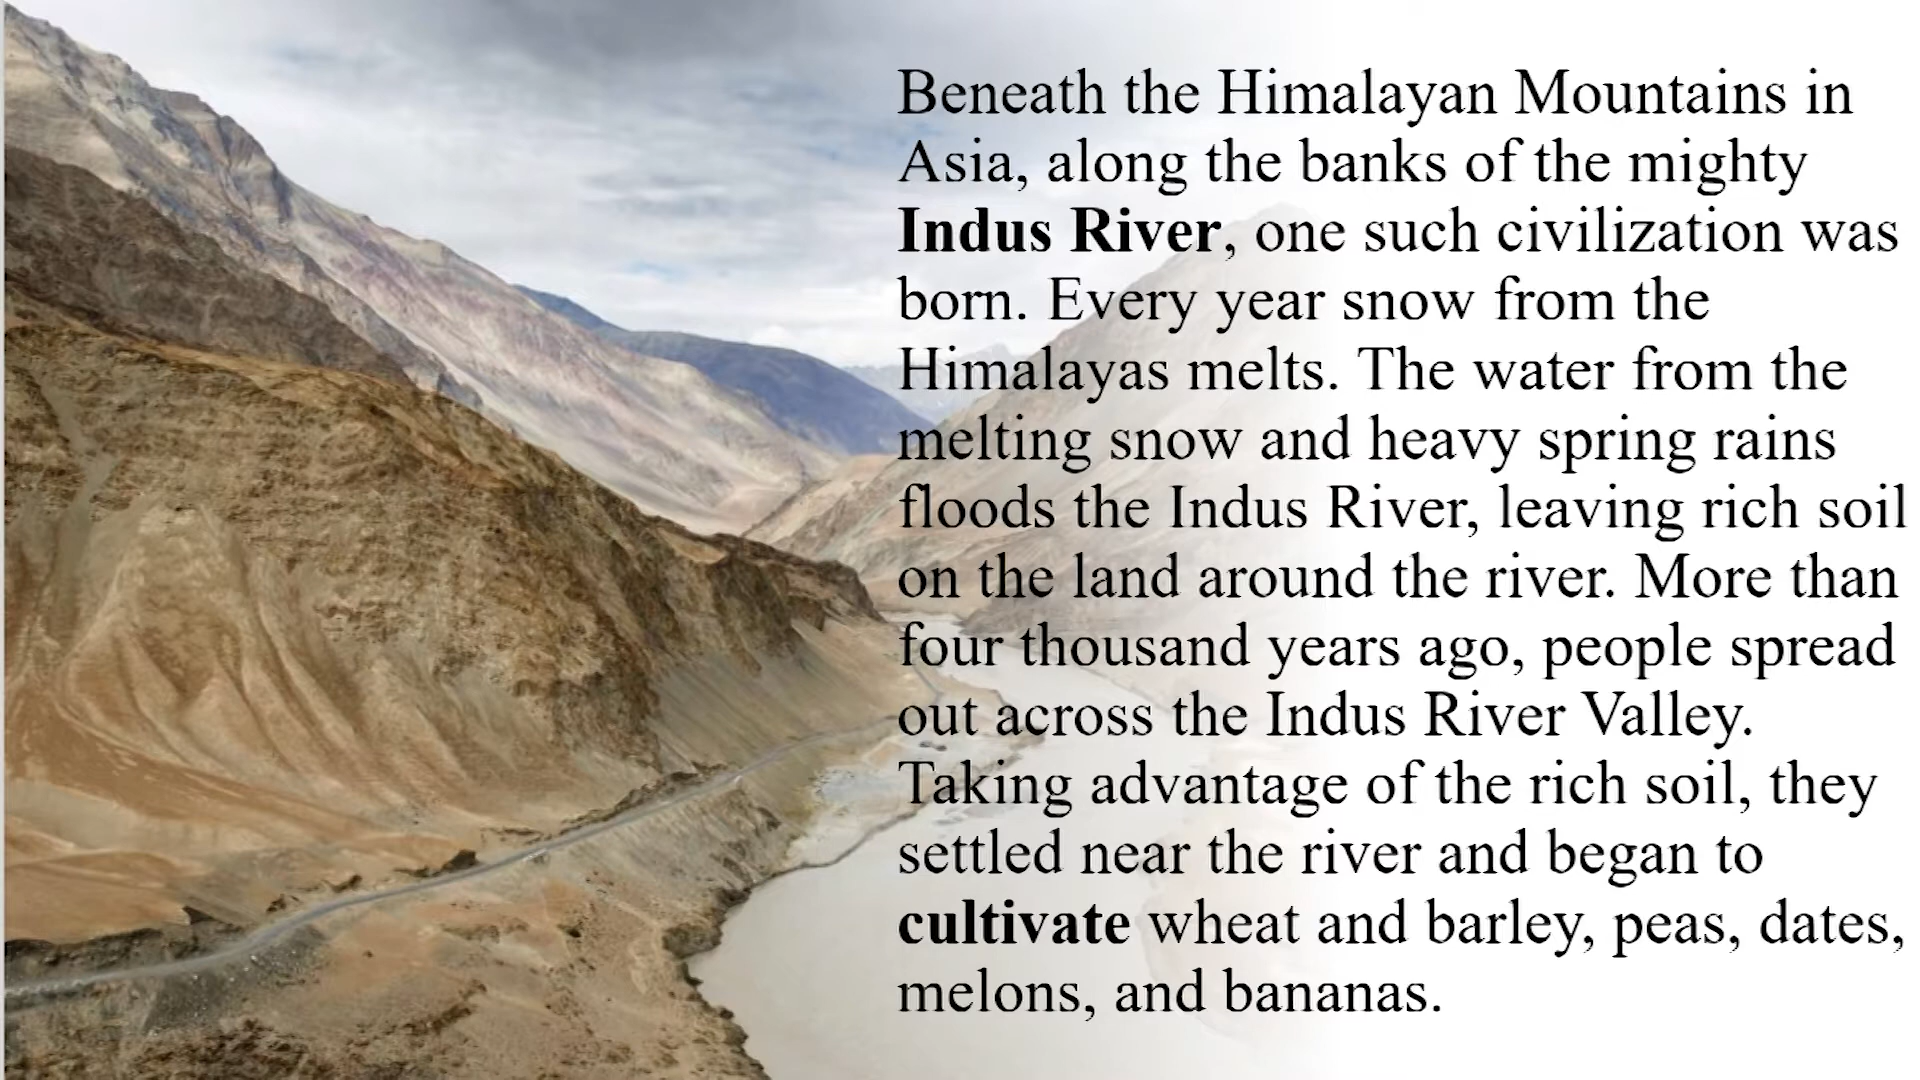 Beneath the Himalayan Mountains in
Asia, along the banks of the mighty
Indus River, one such civilization was
born. Every year snow from the
Himalayas melts. The water from the
melting snow and heavy spring rains
floods the Indus River, leaving rich soil
on the land around the river. More than
four thousand years ago, people spread
out across the Indus River Valley.
Taking advantage of the rich soil, they
settled near the river and began to
cultivate wheat and barley, peas, dates,
melons, and bananas.